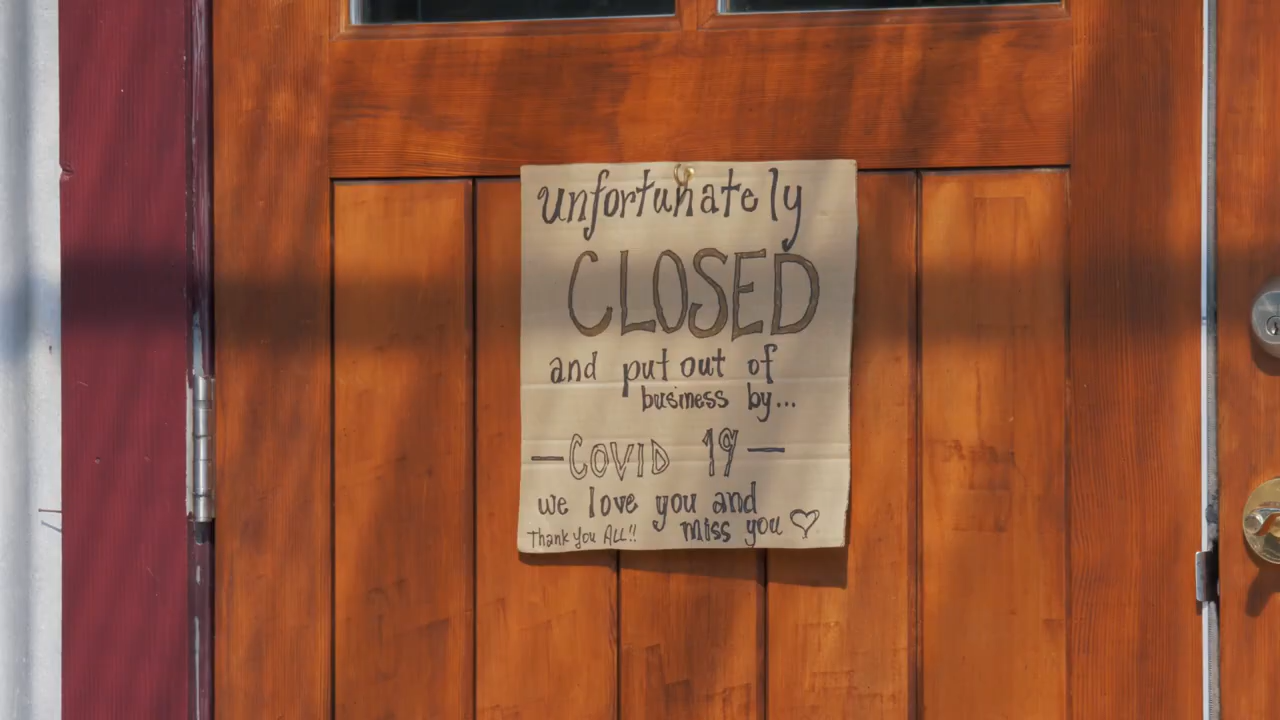 unfortunately
CLOSED
and put out of
business by...
—COVID 19—
we love you and
miss you ♡
Thank You ALL!!